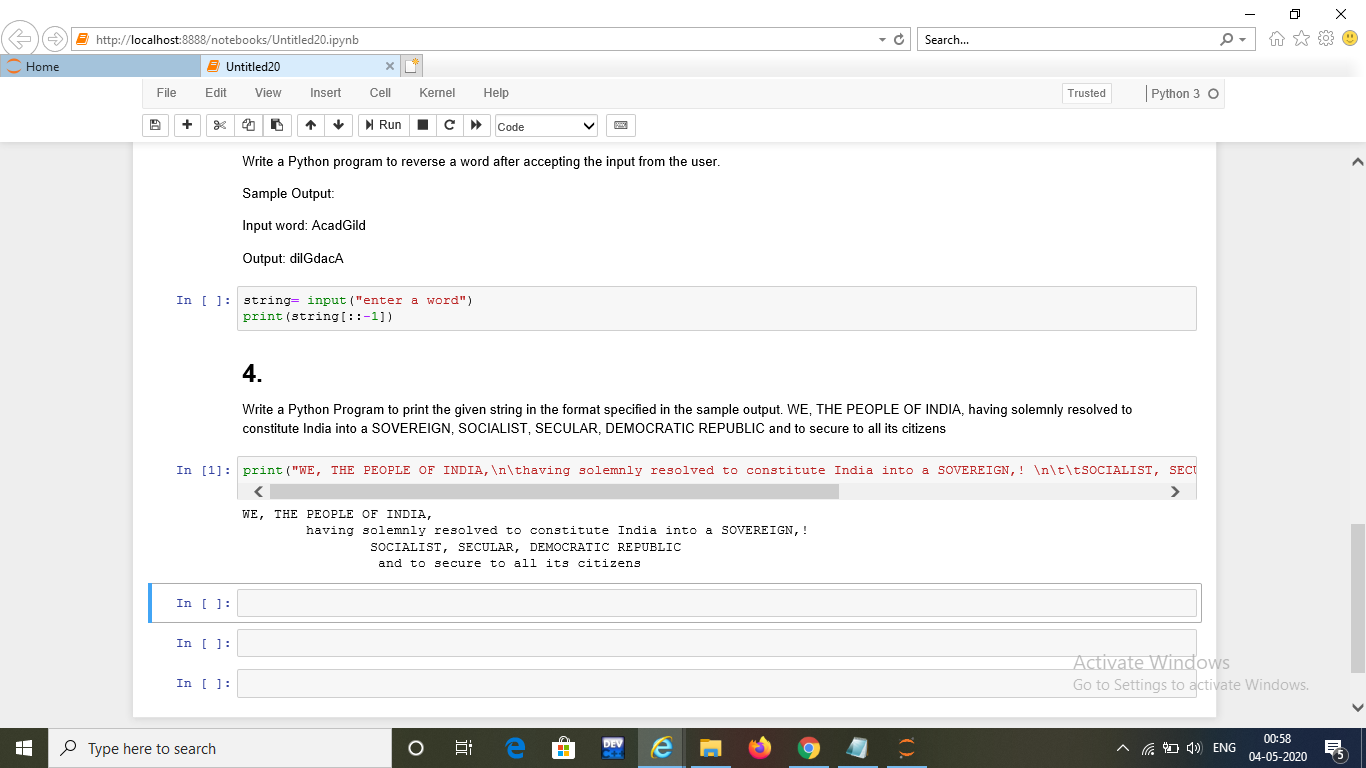 http://localhost:8888/notebooks/Untitled20.ipynb
Search...
Home
Untitled20
File Edit View Insert Cell Kernel Help
Trusted
Python 3
Run
Code
Write a Python program to reverse a word after accepting the input from the user.
Sample Output:
Input word: AcadGild
Output: dilGdacA
In [ ]:
string= input("enter a word")
print(string[::-1])
4.
Write a Python Program to print the given string in the format specified in the sample output. WE, THE PEOPLE OF INDIA, having solemnly resolved to
constitute India into a SOVEREIGN, SOCIALIST, SECULAR, DEMOCRATIC REPUBLIC and to secure to all its citizens
In [1]:
print("WE, THE PEOPLE OF INDIA,\n\thaving solemnly resolved to constitute India into a SOVEREIGN,! \n\t\tSOCIALIST, SECU
WE, THE PEOPLE OF INDIA,
having solemnly resolved to constitute India into a SOVEREIGN,!
SOCIALIST, SECULAR, DEMOCRATIC REPUBLIC
and to secure to all its citizens
In [ ]:
In [ ]:
In [ ]:
Activate Windows
Go to Settings to activate Windows.
Type here to search
DEV
C++
ENG
00:58
04-05-2020
5